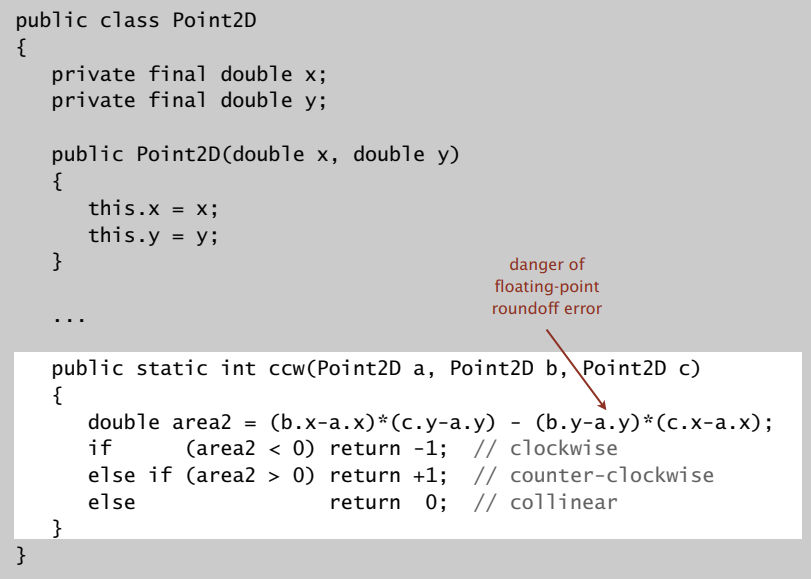 public class Point2D
{
   private final double x;
   private final double y;

   public Point2D(double x, double y)
   {
      this.x = x;
      this.y = y;
   }

danger of
floating-point
roundoff error

   ...

   public static int ccw(Point2D a, Point2D b, Point2D c)
   {
      double area2 = (b.x-a.x)*(c.y-a.y) - (b.y-a.y)*(c.x-a.x);
      if      (area2 < 0) return -1;  // clockwise
      else if (area2 > 0) return +1;  // counter-clockwise
      else                return  0;  // collinear
   }
}